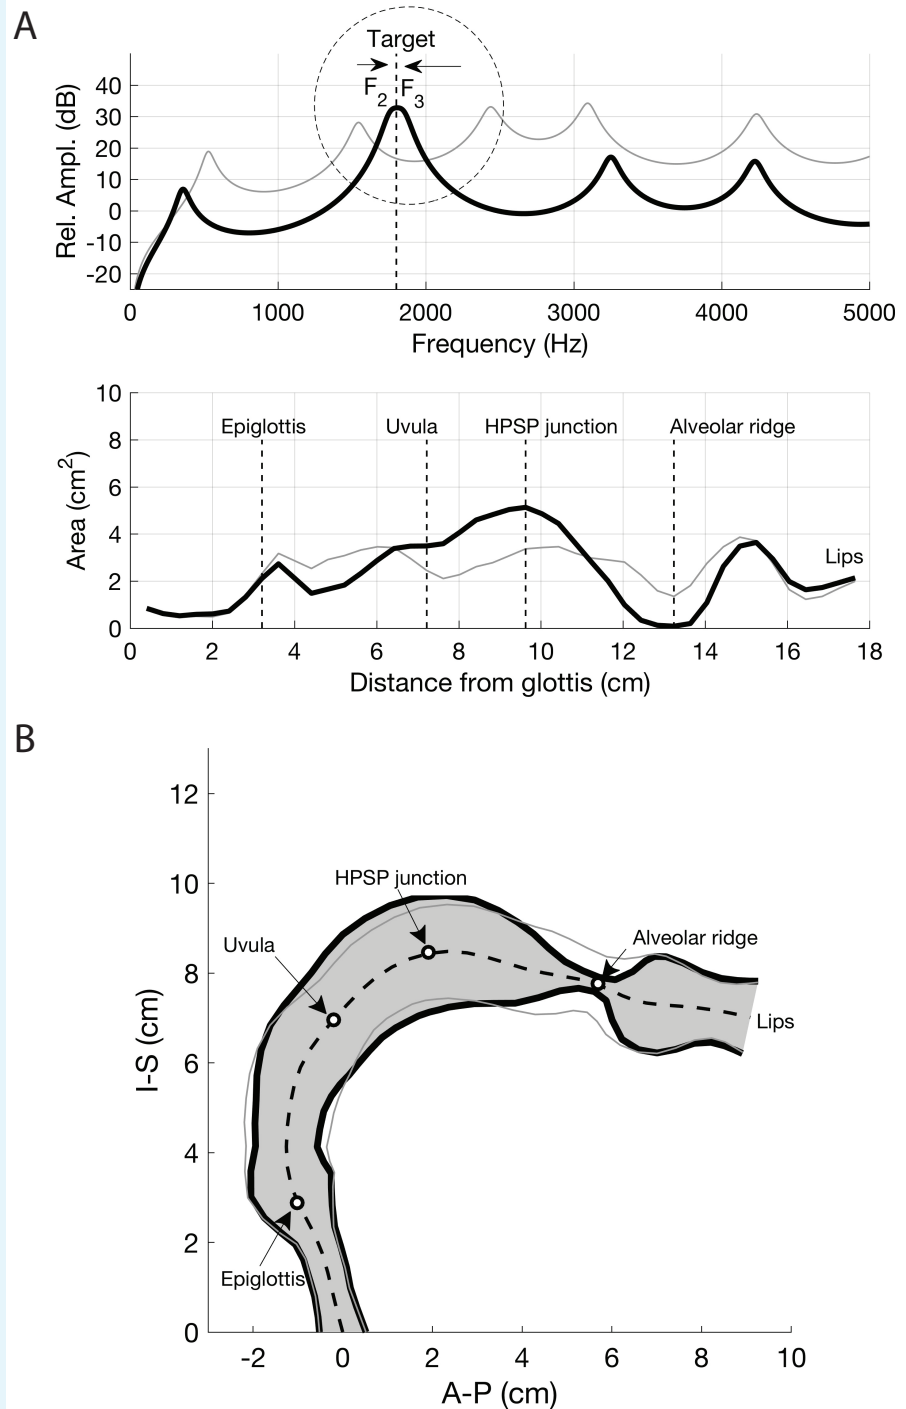 A
Target
F2 F3
Rel. Ampl. (dB)
40
30
20
10
0
-10
-20
0 1000 2000 3000 4000 5000
Frequency (Hz)
Area (cm2)
10
8
6
4
2
0
Epiglottis Uvula HPSP junction Alveolar ridge
Lips
0 2 4 6 8 10 12 14 16 18
Distance from glottis (cm)
B
I-S (cm)
12
10
8
6
4
2
0
HPSP junction
Uvula
Alveolar ridge
Lips
Epiglottis
-2 0 2 4 6 8 10
A-P (cm)